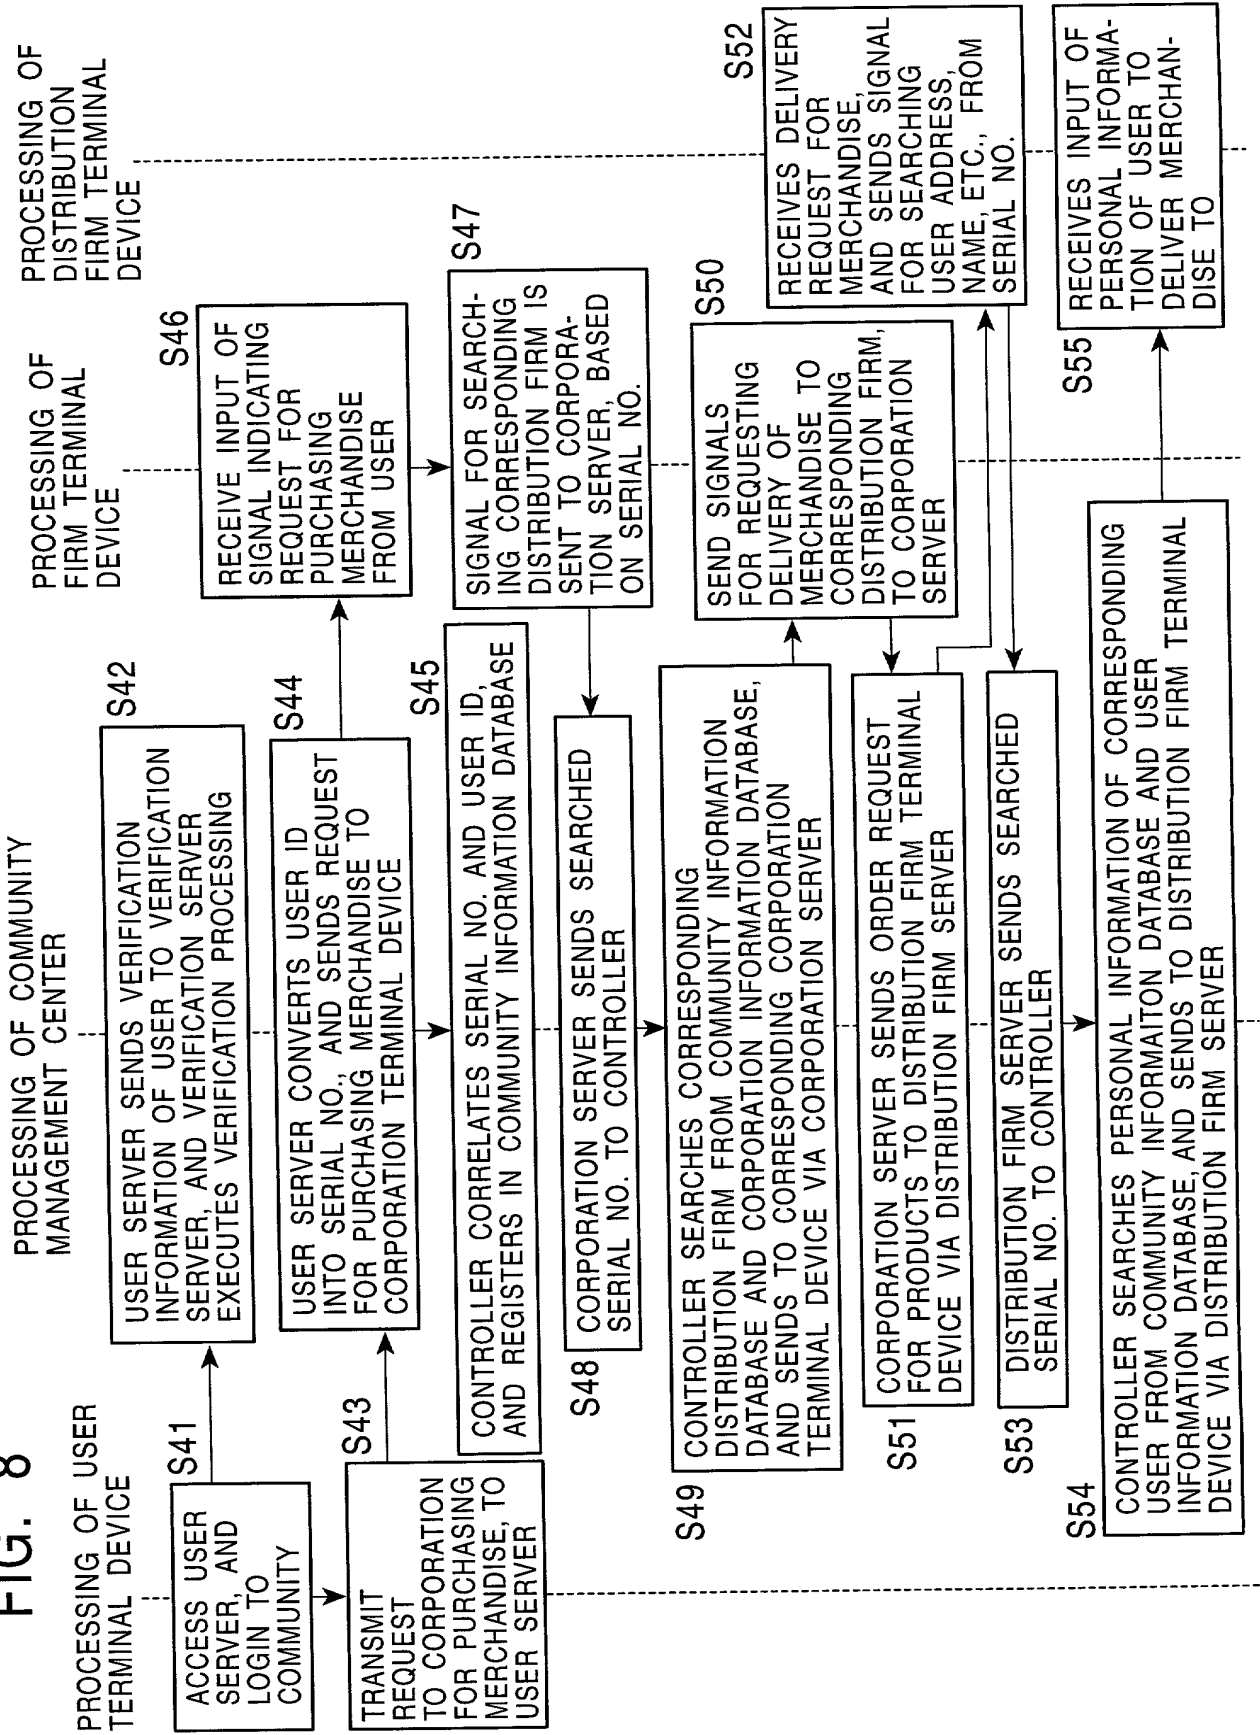 FIG. 8
PROCESSING OF USER
TERMINAL DEVICE
PROCESSING OF COMMUNITY
MANAGEMENT CENTER
PROCESSING OF
FIRM TERMINAL
DEVICE
PROCESSING OF
DISTRIBUTION
FIRM TERMINAL
DEVICE
S41
ACCESS USER
SERVER, AND
LOGIN TO
COMMUNITY
S42
USER SERVER SENDS VERIFICATION
INFORMATION OF USER TO VERIFICATION
SERVER, AND VERIFICATION SERVER
EXECUTES VERIFICATION PROCESSING
S43
TRANSMIT
REQUEST
TO CORPORATION
FOR PURCHASING
MERCHANDISE, TO
USER SERVER
S44
USER SERVER CONVERTS USER ID
INTO SERIAL NO., AND SENDS REQUEST
FOR PURCHASING MERCHANDISE TO
CORPORATION TERMINAL DEVICE
S45
CONTROLLER CORRELATES SERIAL NO. AND USER ID,
AND REGISTERS IN COMMUNITY INFORMATION DATABASE
S46
RECEIVE INPUT OF
SIGNAL INDICATING
REQUEST FOR
PURCHASING
MERCHANDISE
FROM USER
S47
SIGNAL FOR SEARCH-
ING CORRESPONDING
DISTRIBUTION FIRM IS
SENT TO CORPORA-
TION SERVER, BASED
ON SERIAL NO.
S48
CORPORATION SERVER SENDS SEARCHED
SERIAL NO. TO CONTROLLER
S49
CONTROLLER SEARCHES CORRESPONDING
DISTRIBUTION FIRM FROM COMMUNITY INFORMATION
DATABASE AND CORPORATION INFORMATION DATABASE,
AND SENDS TO CORRESPONDING CORPORATION
TERMINAL DEVICE VIA CORPORATION SERVER
S50
SEND SIGNALS
FOR REQUESTING
DELIVERY OF
MERCHANDISE TO
CORRESPONDING
DISTRIBUTION FIRM,
TO CORPORATION
SERVER
S51
CORPORATION SERVER SENDS ORDER REQUEST
FOR PRODUCTS TO DISTRIBUTION FIRM TERMINAL
DEVICE VIA DISTRIBUTION FIRM SERVER
S52
RECEIVES DELIVERY
REQUEST FOR
MERCHANDISE,
AND SENDS SIGNAL
FOR SEARCHING
USER ADDRESS,
NAME, ETC., FROM
SERIAL NO.
S53
DISTRIBUTION FIRM SERVER SENDS SEARCHED
SERIAL NO. TO CONTROLLER
S54
CONTROLLER SEARCHES PERSONAL INFORMATION OF CORRESPONDING
USER FROM COMMUNITY INFORMAITON DATABASE AND USER
INFORMATION DATABASE, AND SENDS TO DISTRIBUTION FIRM TERMINAL
DEVICE VIA DISTRIBUTION FIRM SERVER
S55
RECEIVES INPUT OF
PERSONAL INFORMA-
TION OF USER TO
DELIVER MERCHAN-
DISE TO